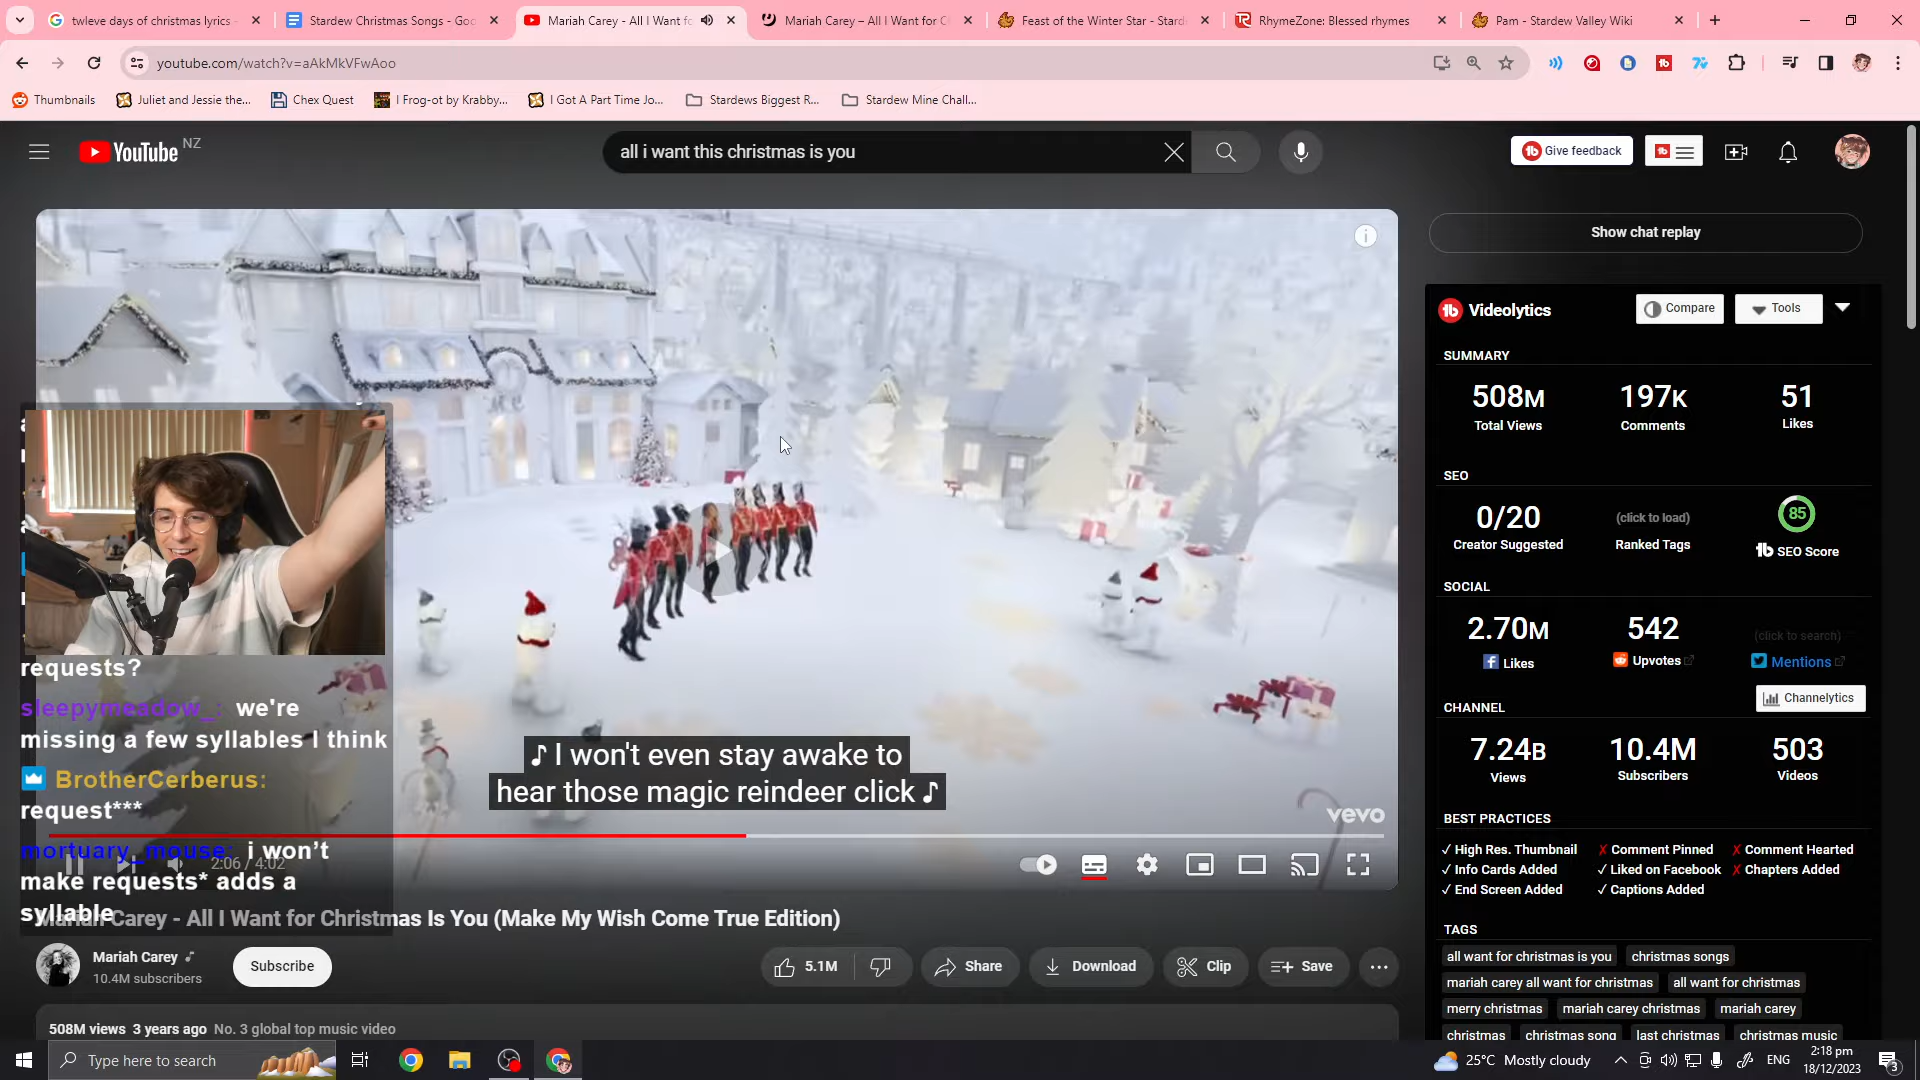 twleve days of christmas lyrics -
Stardew Christmas Songs - Goo
Mariah Carey - All I Want fo
Mariah Carey – All I Want for C
Feast of the Winter Star - Stard
RhymeZone: Blessed rhymes
Pam - Stardew Valley Wiki
youtube.com/watch?v=aAkMkVFwAoo
Thumbnails
Juliet and Jessie the...
Chex Quest
I Frog-ot by Krabby...
I Got A Part Time Jo...
Stardews Biggest R...
Stardew Mine Chall...
YouTube NZ
all i want this christmas is you
Give feedback
Show chat replay
Videolytics
Compare
Tools
SUMMARY
508M 197K 51
Total Views Comments Likes
SEO
0/20 (click to load) 85
Creator Suggested Ranked Tags SEO Score
SOCIAL
2.70M 542 (click to search)
Likes Upvotes Mentions
Channelytics
CHANNEL
7.24B 10.4M 503
Views Subscribers Videos
BEST PRACTICES
✓ High Res. Thumbnail ✗ Comment Pinned ✗ Comment Hearted
✓ Info Cards Added ✓ Liked on Facebook ✗ Chapters Added
✓ End Screen Added ✓ Captions Added
TAGS
all want for christmas is you christmas songs
mariah carey all want for christmas all want for christmas
merry christmas mariah carey christmas mariah carey
christmas christmas song last christmas christmas music
requests?
sleepymeadow_: we're
missing a few syllables I think
BrotherCerberus:
request***
mortuary_mouse: i won't
make requests* adds a
syllable
♪ I won't even stay awake to
hear those magic reindeer click ♪
vevo
2:06 / 4:02
Mariah Carey - All I Want for Christmas Is You (Make My Wish Come True Edition)
Mariah Carey
10.4M subscribers
Subscribe
5.1M
Share
Download
Clip
Save
508M views 3 years ago No. 3 global top music video
Type here to search
25°C Mostly cloudy
ENG
2:18 pm
18/12/2023
3